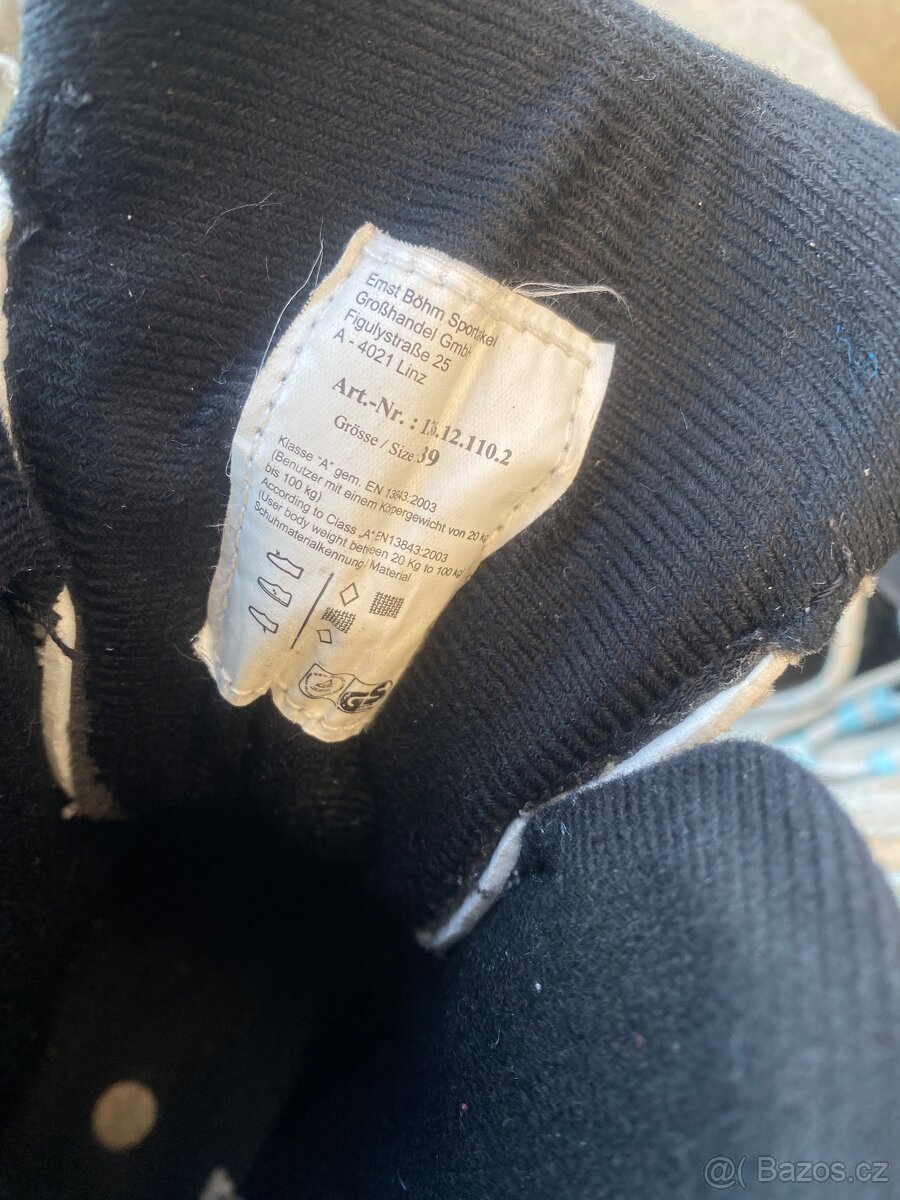 Ernst Böhm Sportartikel
Großhandel GmbH
Figulystraße 25
A - 4021 Linz
Art.-Nr. : 13.12.110.2
Grösse / Size: 39
Klasse "A" gem. EN 13843:2003
(Benutzer mit einem Köpergewicht von 20 kg
bis 100 kg)
According to Class „A“ EN13843:2003
(User body weight between 20 Kg to 100 kg)
Schuhmaterialkennung / Material
GS
@( Bazos.cz